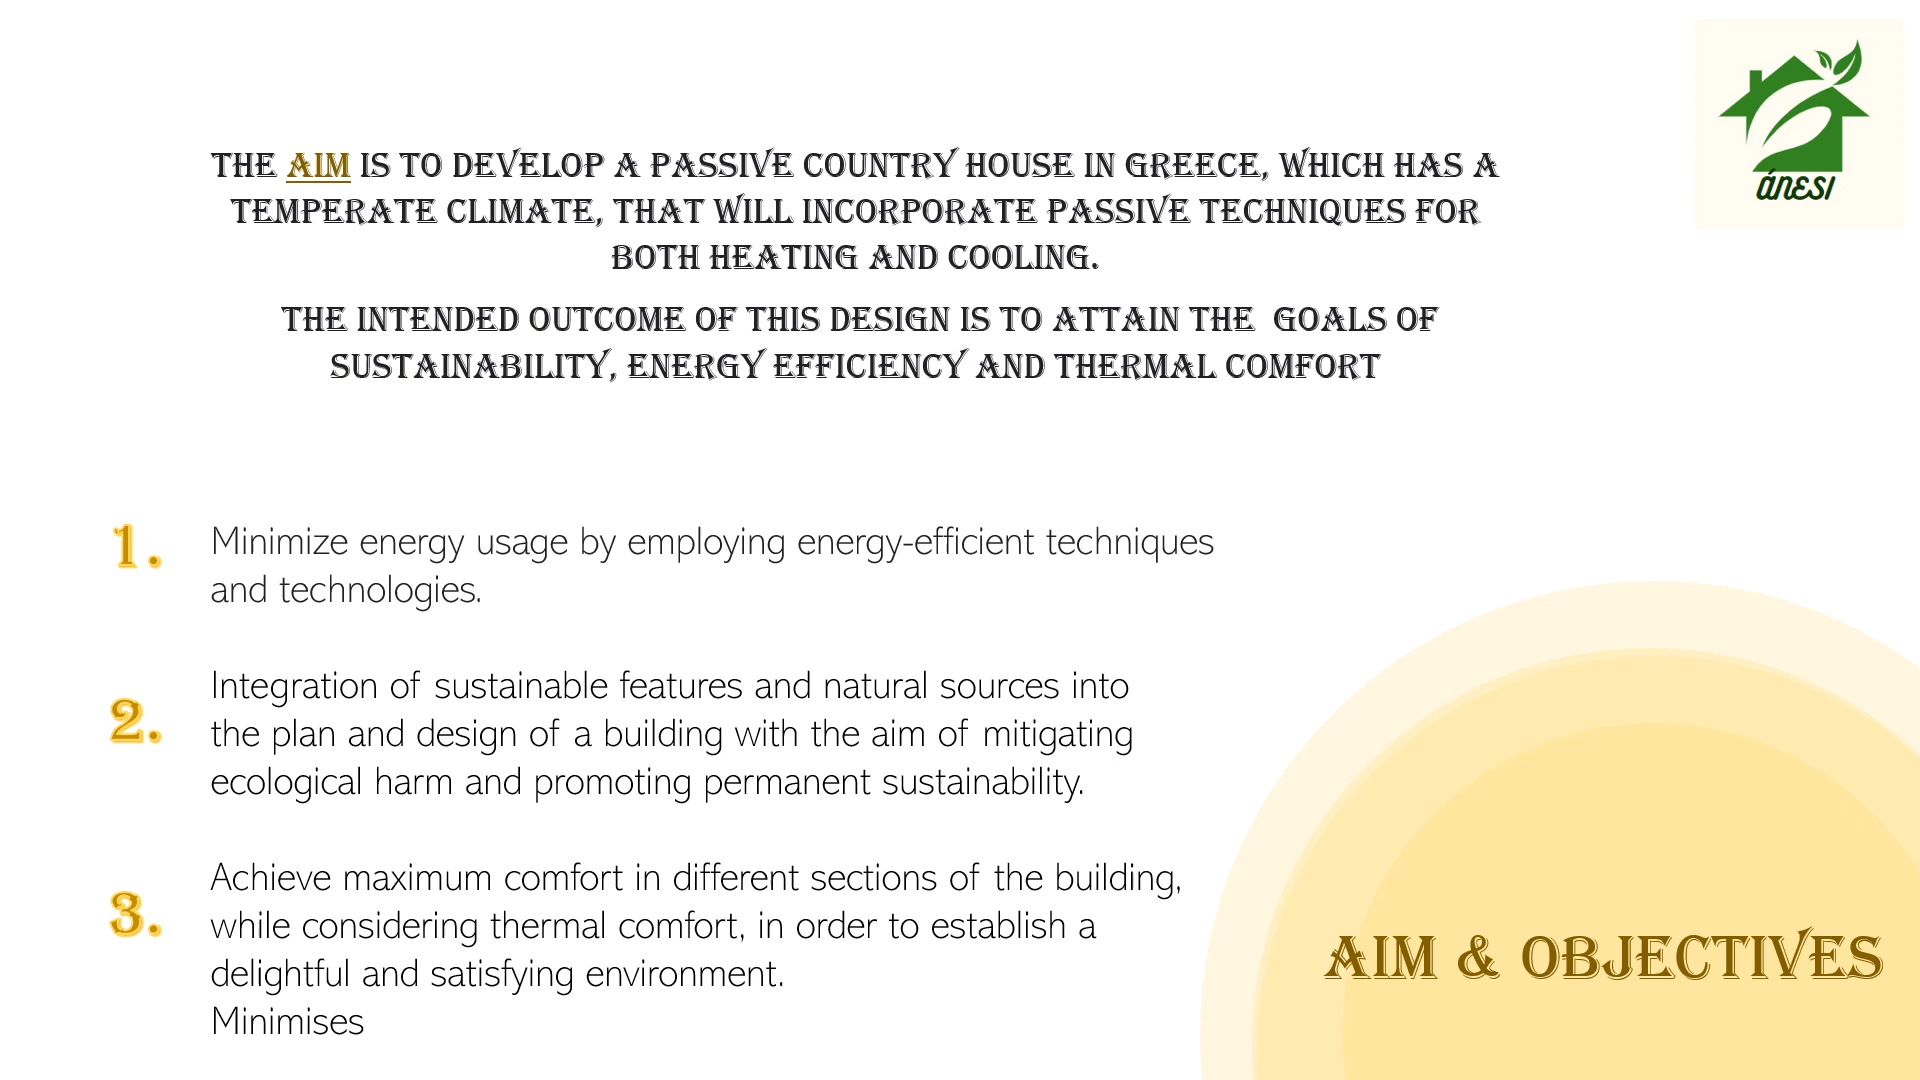 ánesi
THE AIM IS TO DEVELOP A PASSIVE COUNTRY HOUSE IN GREECE, WHICH HAS A
TEMPERATE CLIMATE, THAT WILL INCORPORATE PASSIVE TECHNIQUES FOR
BOTH HEATING AND COOLING.
THE INTENDED OUTCOME OF THIS DESIGN IS TO ATTAIN THE GOALS OF
SUSTAINABILITY, ENERGY EFFICIENCY AND THERMAL COMFORT
1. Minimize energy usage by employing energy-efficient techniques
and technologies.
Integration of sustainable features and natural sources into
2. the plan and design of a building with the aim of mitigating
ecological harm and promoting permanent sustainability.
Achieve maximum comfort in different sections of the building,
3. while considering thermal comfort, in order to establish a
delightful and satisfying environment.
Minimises
AIM & OBJECTIVES